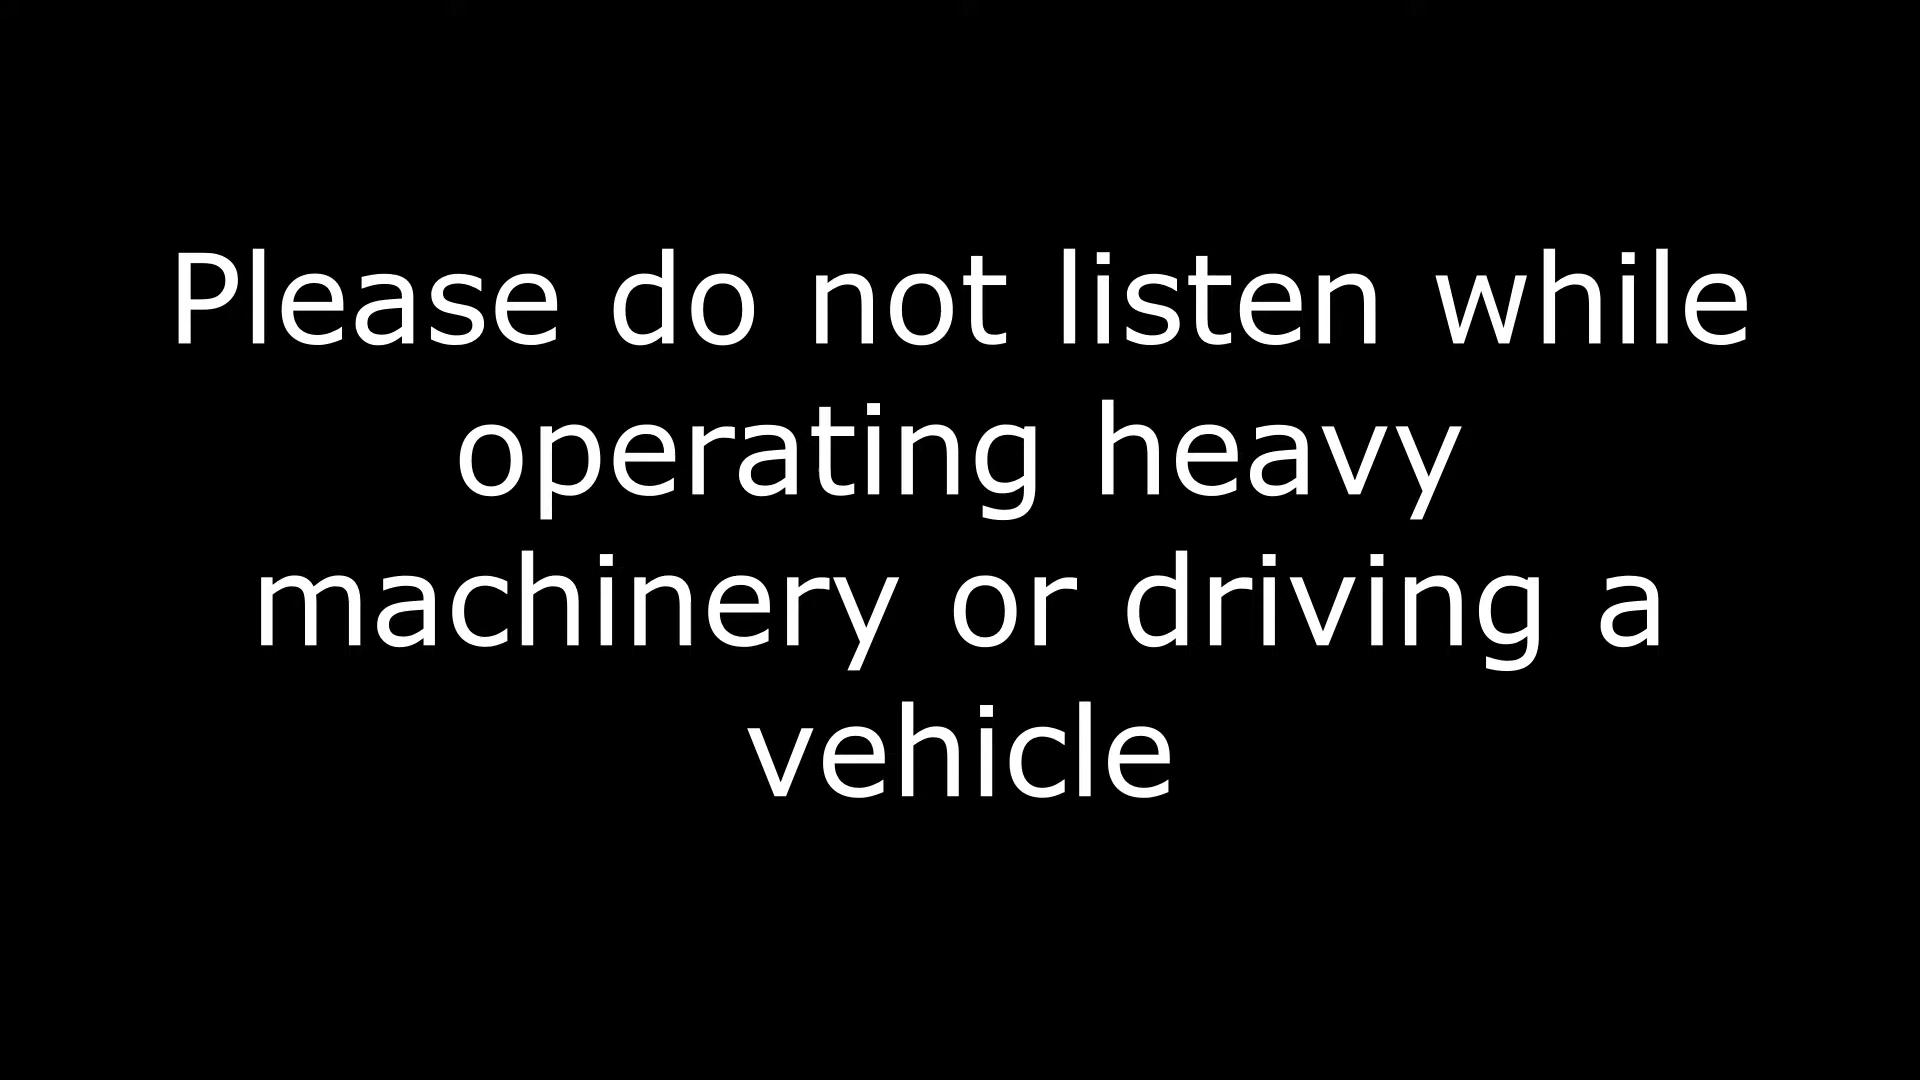 Please do not listen while
operating heavy
machinery or driving a
vehicle